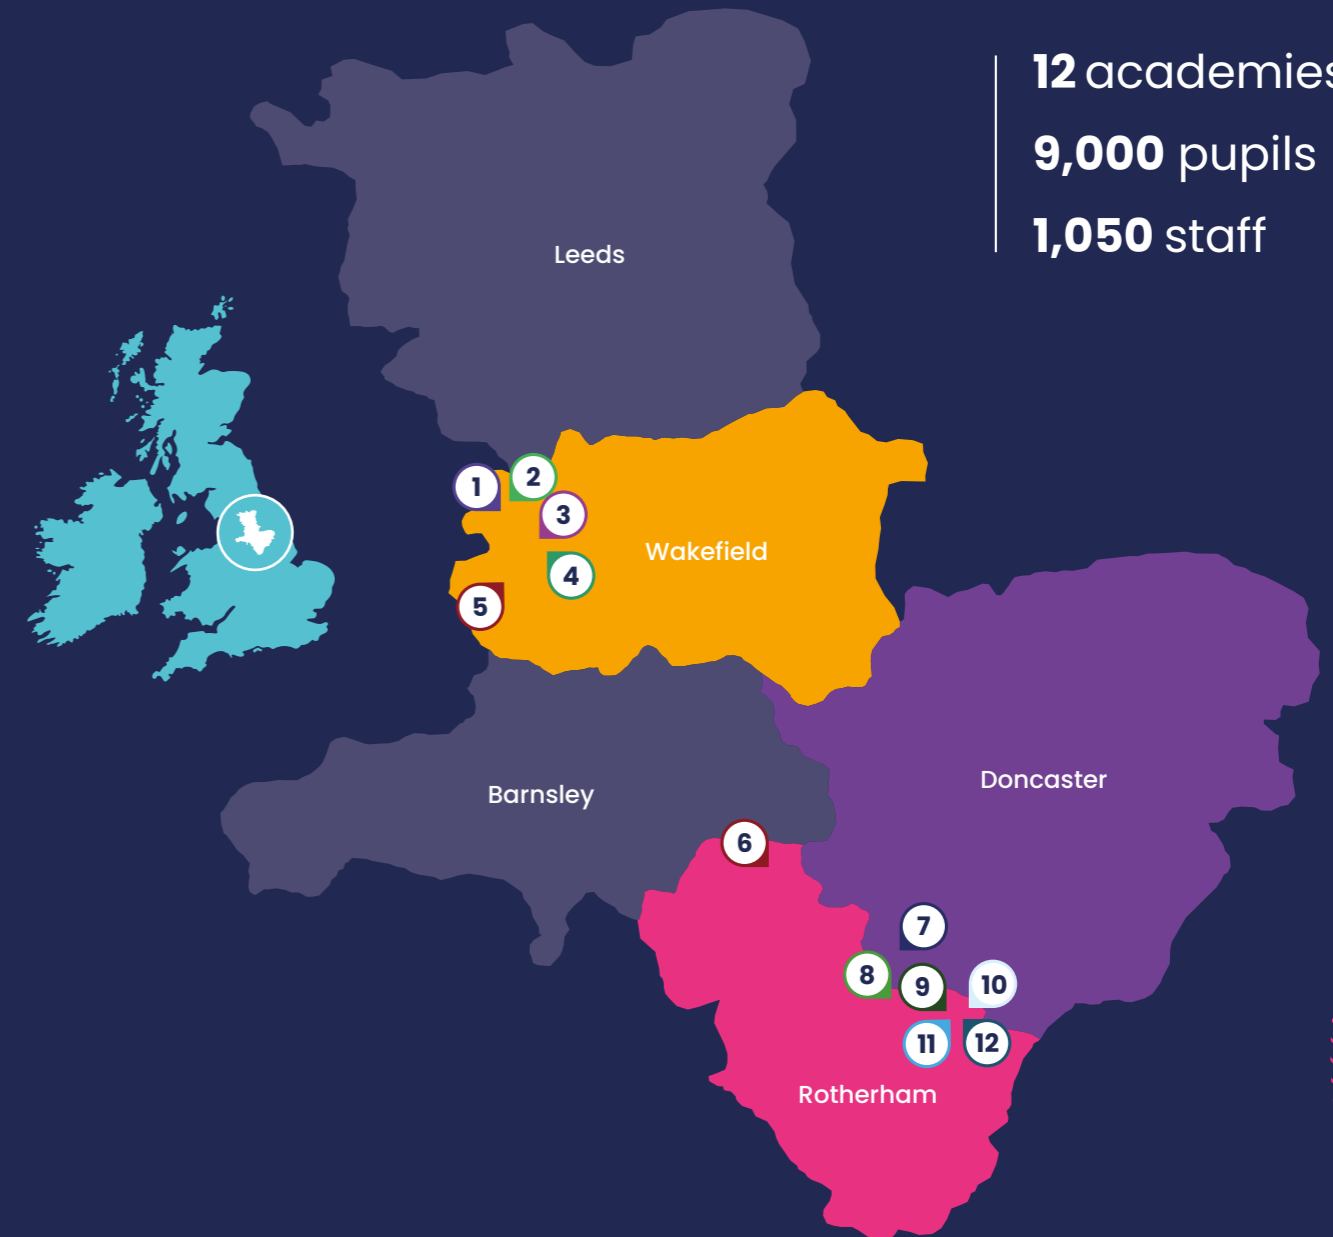 12 academies
9,000 pupils
1,050 staff
Leeds
1
2
3
Wakefield
4
5
Barnsley
Doncaster
6
7
8
9
10
11
12
Rotherham